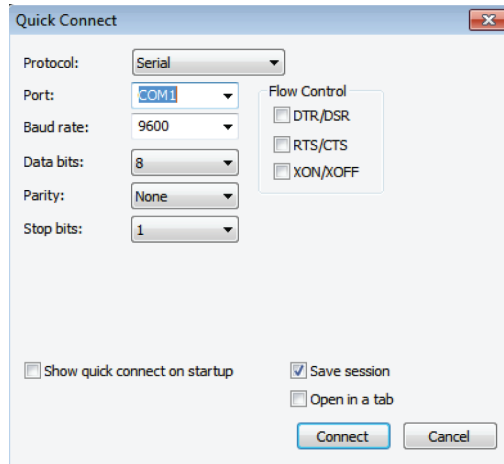 Quick Connect
Protocol: Serial
Port: COM1
Baud rate: 9600
Data bits: 8
Parity: None
Stop bits: 1
Flow Control
DTR/DSR
RTS/CTS
XON/XOFF
Show quick connect on startup
Save session
Open in a tab
Connect Cancel